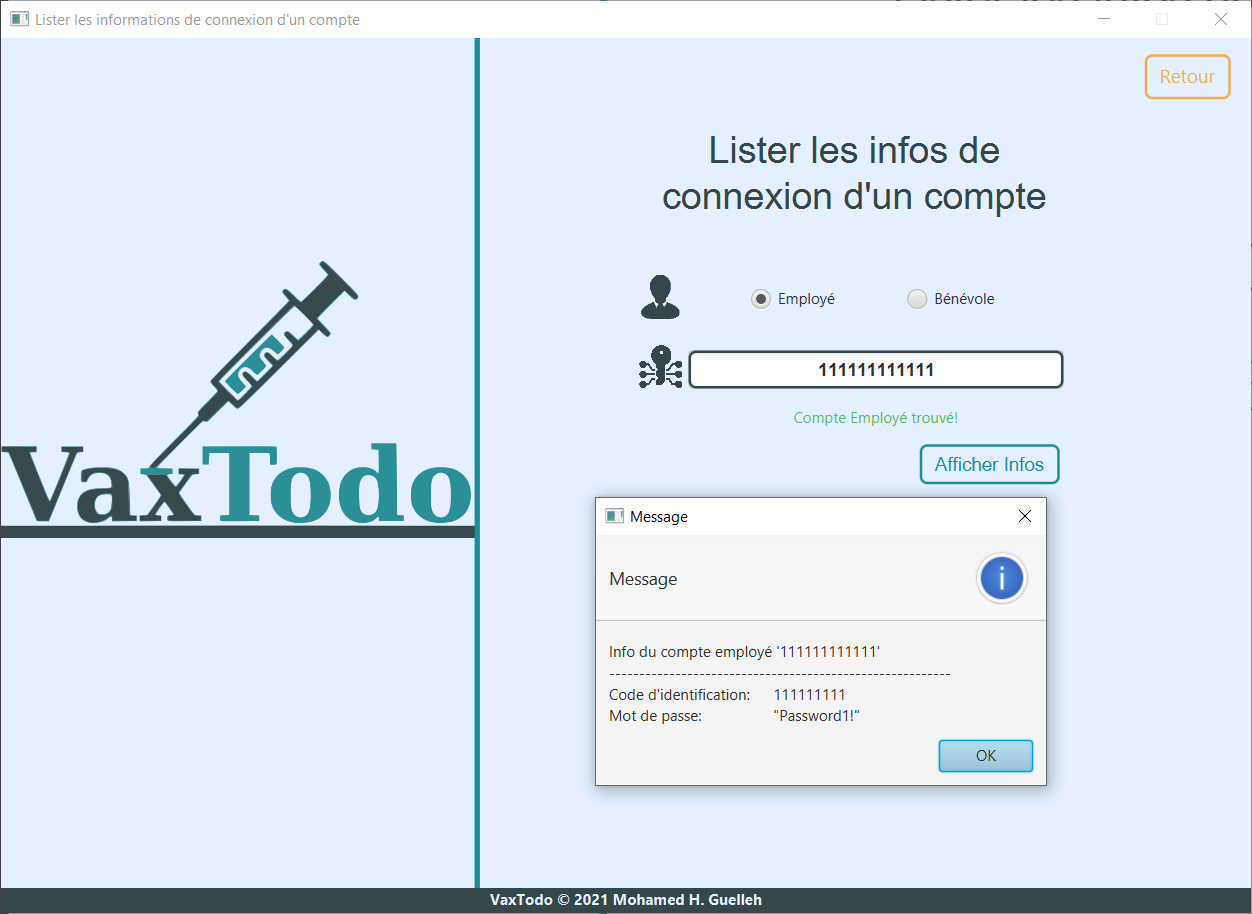 Lister les informations de connexion d'un compte
Retour
Lister les infos de
connexion d'un compte
Employé
Bénévole
111111111111
Compte Employé trouvé!
Afficher Infos
VaxTodo
Message
Message
Info du compte employé '111111111111'
---------------------------------------------------------
Code d'identification: 111111111
Mot de passe: "Password1!"
OK
VaxTodo © 2021 Mohamed H. Guelleh